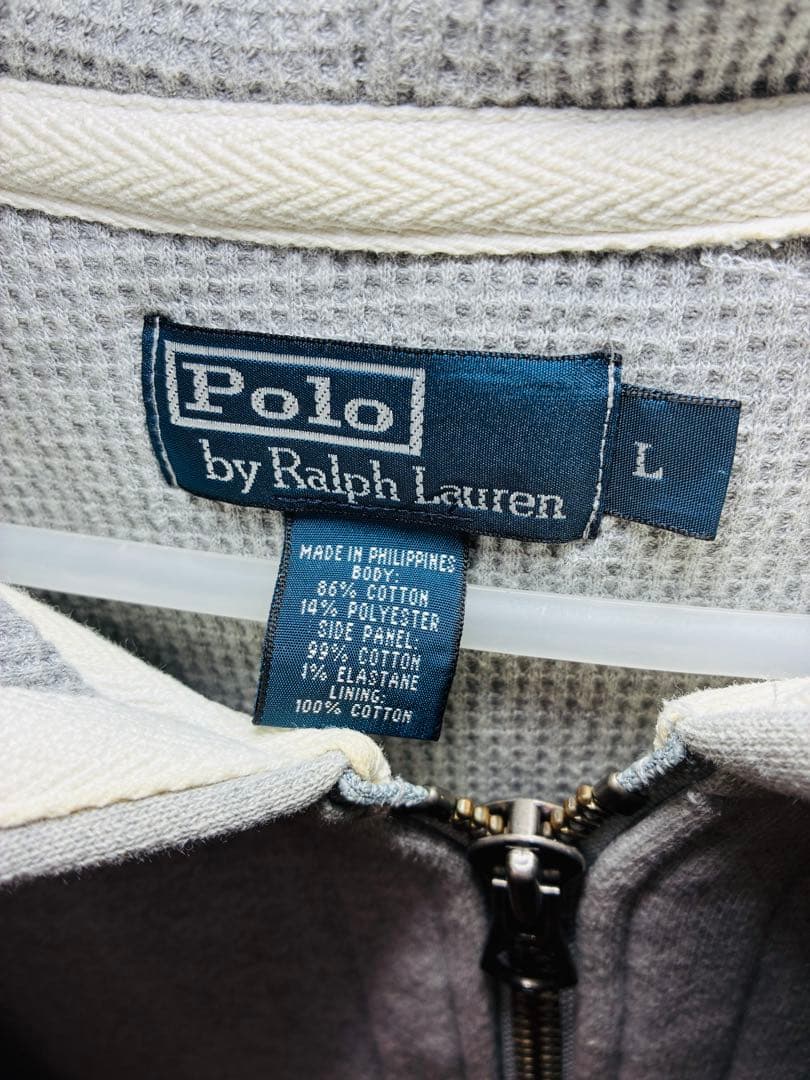 Polo
by Ralph Lauren
L
MADE IN PHILIPPINES
BODY:
86% COTTON
14% POLYESTER
SIDE PANEL:
99% COTTON
1% ELASTANE
LINING:
100% COTTON